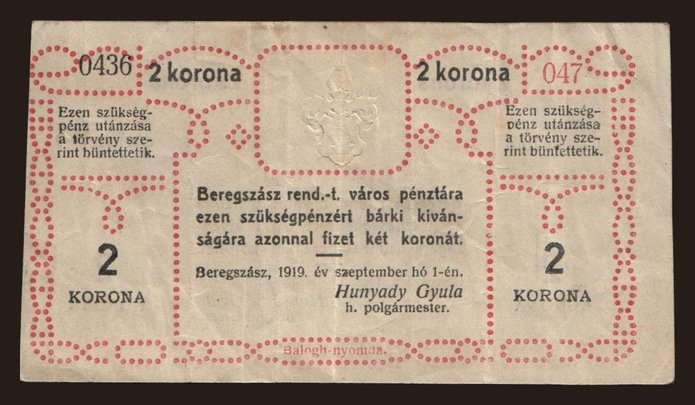 0436
2 korona
2 korona
047
Ezen szükség-
pénz utánzása
a törvény sze-
rint büntettetik.
Ezen szükség-
pénz utánzása
a törvény sze-
rint büntettetik.
Beregszász rend.-t. város pénztára
ezen szükségpénzért bárki kiván-
ságára azonnal fizet két koronát.
Beregszász, 1919. év szeptember hó 1-én.
Hunyady Gyula
h. polgármester.
2
KORONA
2
KORONA
Balogh-nyomda.